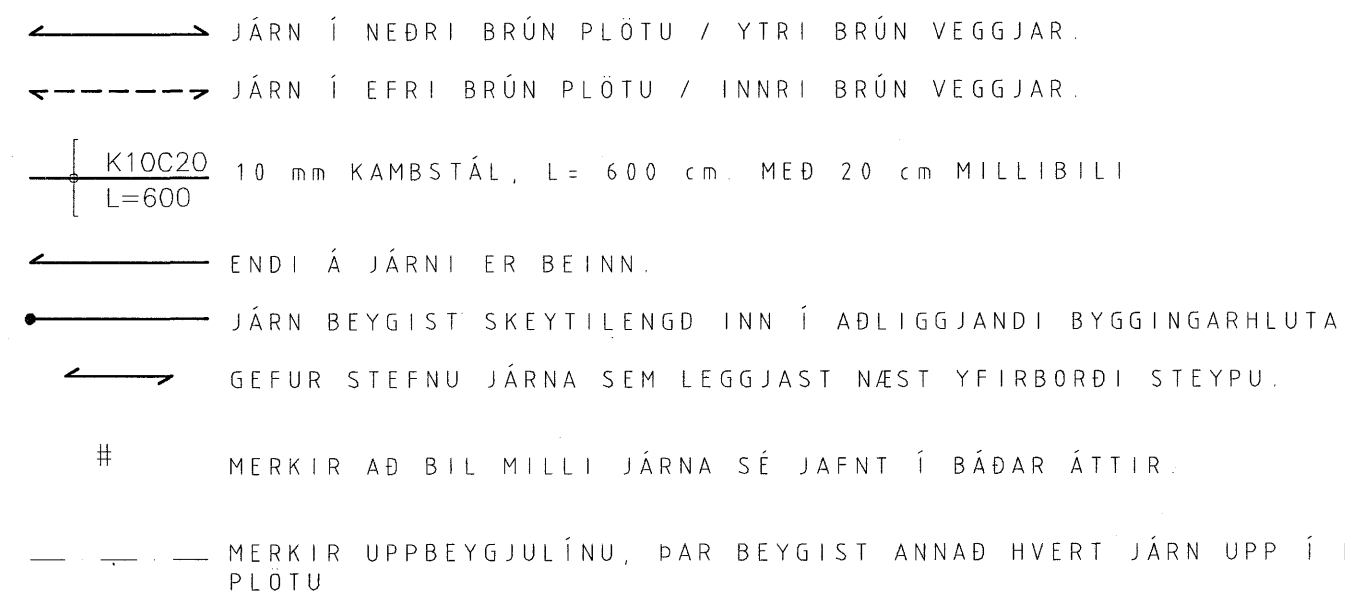 JÁRN Í NEÐRI BRÚN PLÖTU / YTRI BRÚN VEGGJAR.
JÁRN Í EFRI BRÚN PLÖTU / INNRI BRÚN VEGGJAR.
K10C20
L=600
10 mm KAMBSTÁL, L= 600 cm. MEÐ 20 cm MILLIBILI
ENDI Á JÁRNI ER BEINN.
JÁRN BEYGIST SKEYTILENGD INN Í AÐLIGGJANDI BYGGINGARHLUTA
GEFUR STEFNU JÁRNA SEM LEGGJAST NÆST YFIRBORÐI STEYPU.
# MERKIR AÐ BIL MILLI JÁRNA SÉ JAFNT Í BÁÐAR ÁTTIR.
MERKIR UPPBEYGJULÍNU, ÞAR BEYGIST ANNAÐ HVERT JÁRN UPP Í
PLÖTU